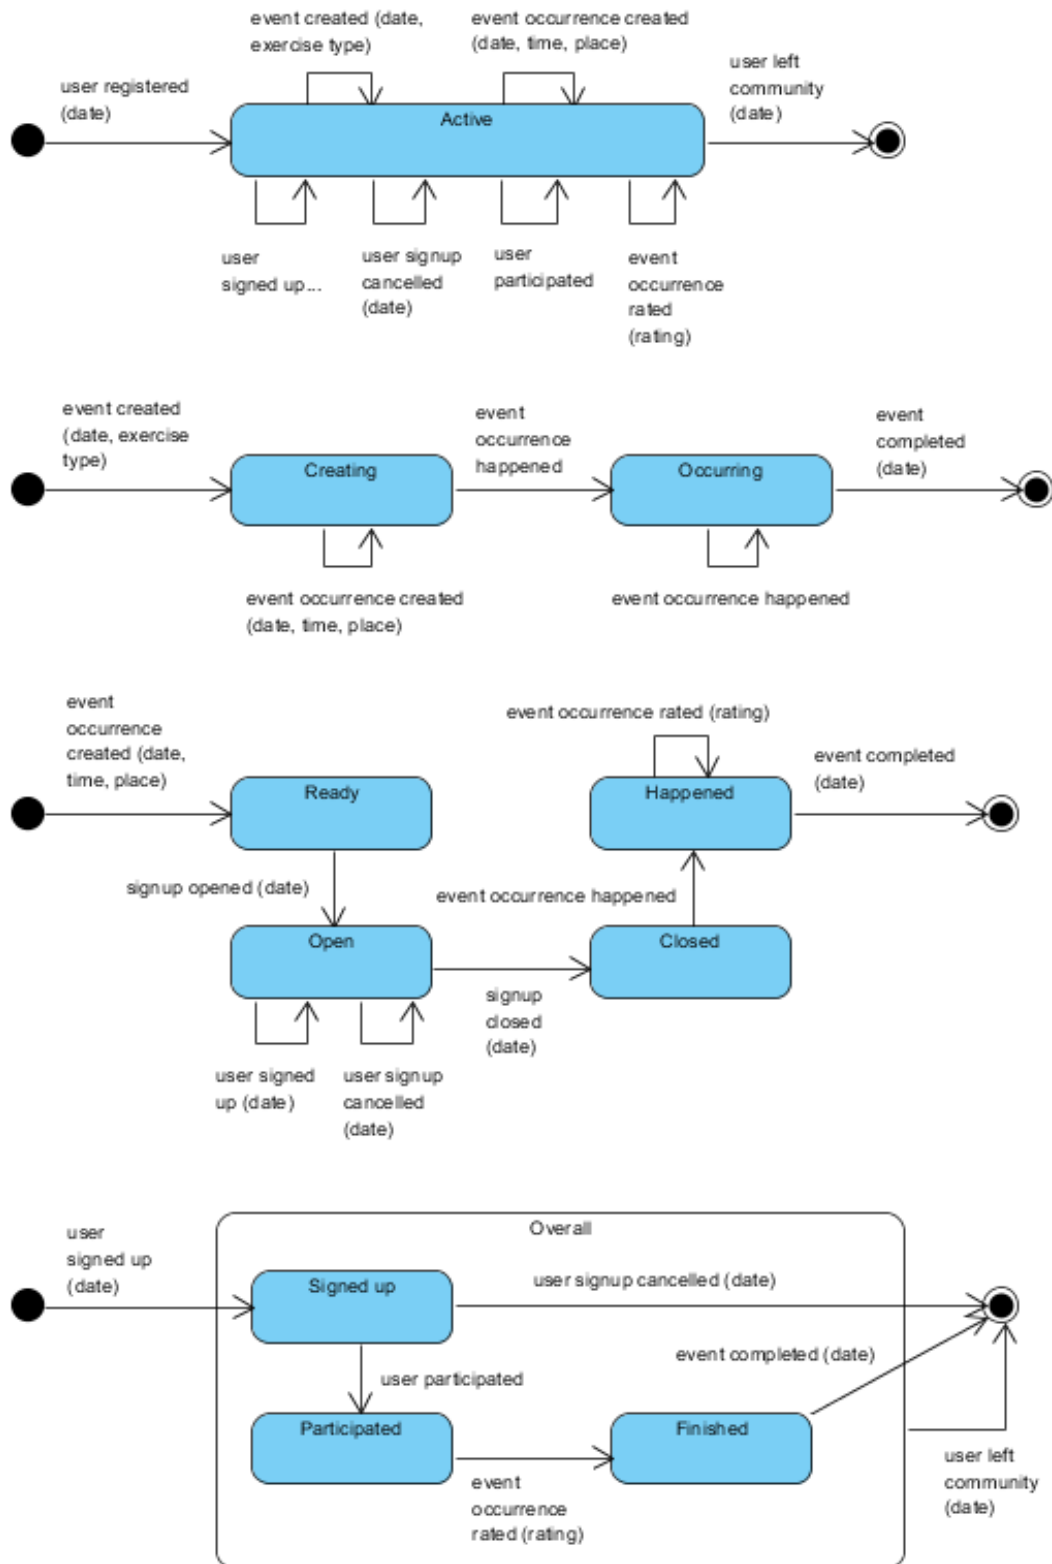 event created (date,
exercise type)
event occurrence created
(date, time, place)
user left
community
(date)
user registered
(date)
Active
user
signed up...
user signup
cancelled
(date)
user
participated
event
occurrence
rated
(rating)
event created
(date, exercise
type)
event
occurrence
happened
event
completed
(date)
Creating
Occurring
event occurrence created
(date, time, place)
event occurrence happened
event
occurrence
created (date,
time, place)
event occurrence rated (rating)
event completed
(date)
Ready
Happened
signup opened (date)
event occurrence happened
Open
Closed
signup
closed
(date)
user signed
up (date)
user signup
cancelled
(date)
user
signed up
(date)
Overall
Signed up
user signup cancelled (date)
user participated
event completed (date)
Participated
Finished
event
occurrence
rated (rating)
user left
community
(date)